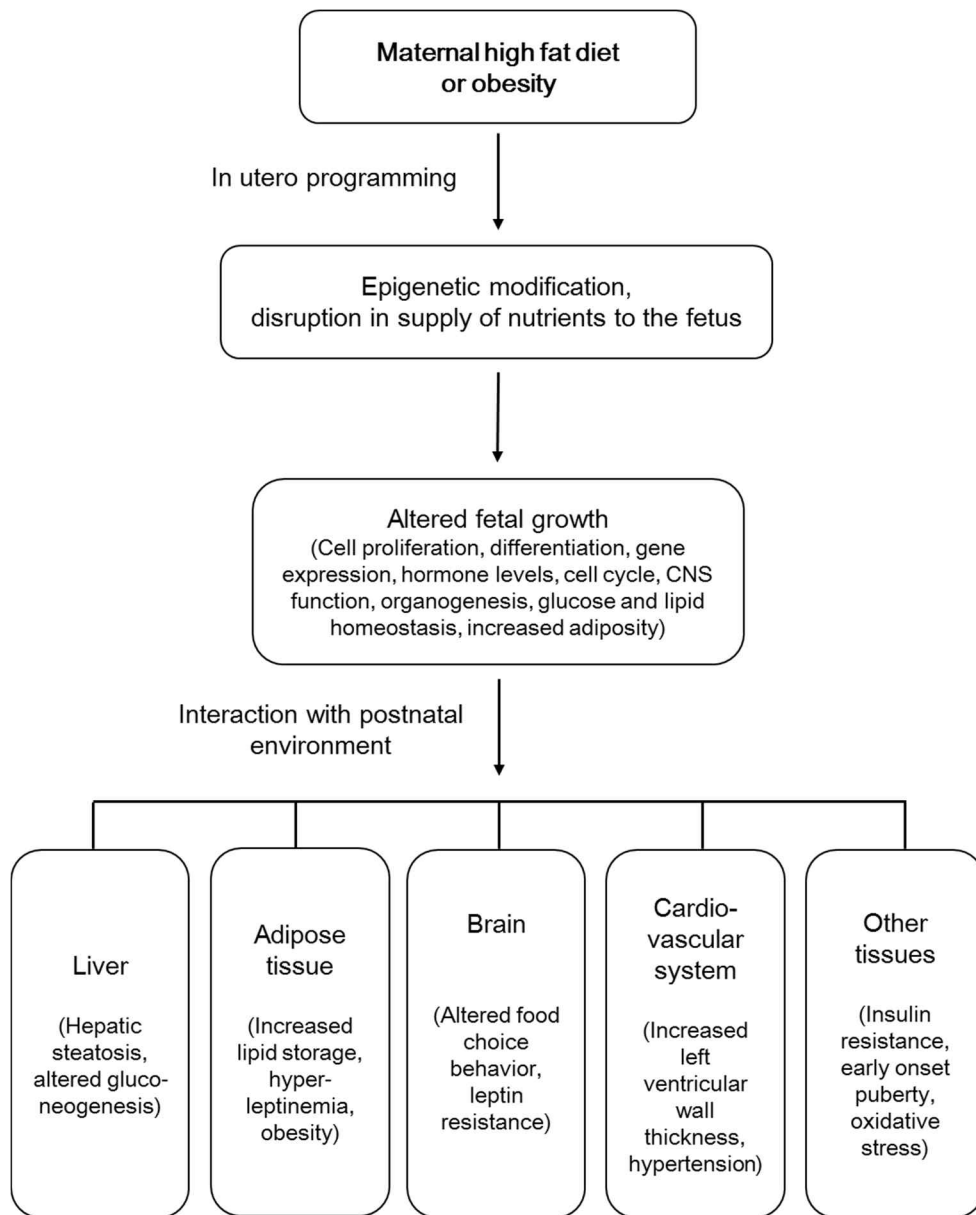 Maternal high fat diet
or obesity
In utero programming
Epigenetic modification,
disruption in supply of nutrients to the fetus
Altered fetal growth
(Cell proliferation, differentiation, gene
expression, hormone levels, cell cycle, CNS
function, organogenesis, glucose and lipid
homeostasis, increased adiposity)
Interaction with postnatal
environment
Liver
(Hepatic
steatosis,
altered gluco-
neogenesis)
Adipose
tissue
(Increased
lipid storage,
hyper-
leptinemia,
obesity)
Brain
(Altered food
choice
behavior,
leptin
resistance)
Cardio-
vascular
system
(Increased
left
ventricular
wall
thickness,
hypertension)
Other
tissues
(Insulin
resistance,
early onset
puberty,
oxidative
stress)